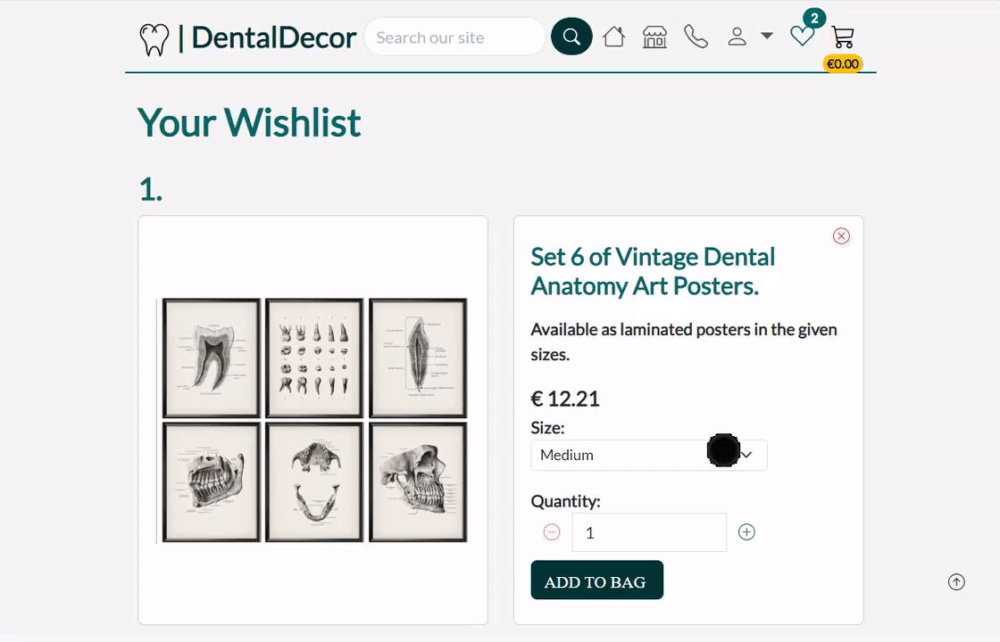 | DentalDecor
Search our site
2
€0.00
Your Wishlist
1.
Set 6 of Vintage Dental
Anatomy Art Posters.
Available as laminated posters in the given
sizes.
€ 12.21
Size:
Medium
Quantity:
1
ADD TO BAG